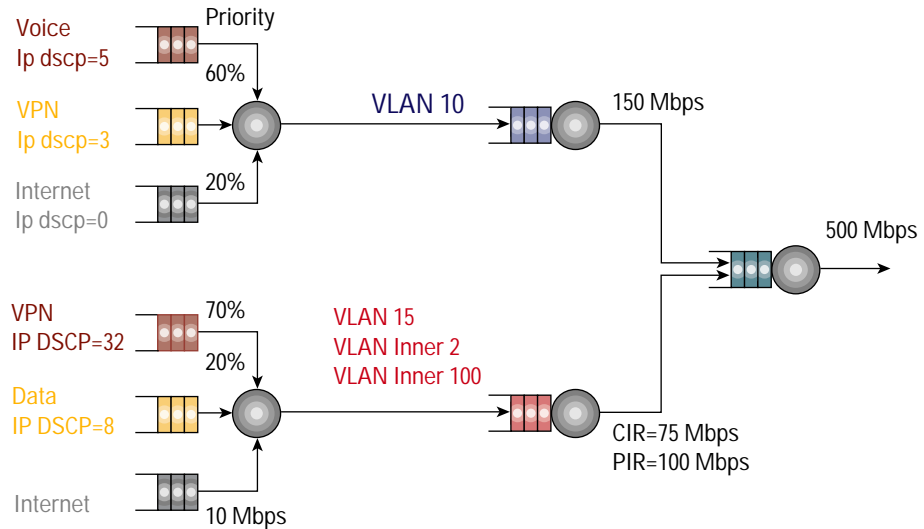 Voice
Ip dscp=5
Priority
60%
VPN
Ip dscp=3
VLAN 10
150 Mbps
Internet
Ip dscp=0
20%
500 Mbps
VPN
IP DSCP=32
70%
20%
VLAN 15
VLAN Inner 2
VLAN Inner 100
Data
IP DSCP=8
CIR=75 Mbps
PIR=100 Mbps
Internet
10 Mbps